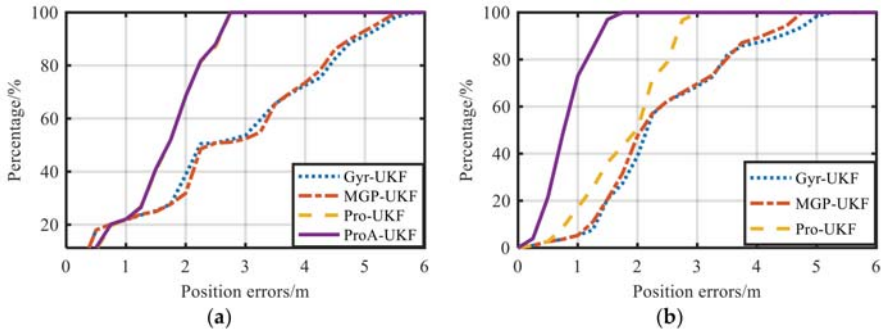 100
80
60
40
20
Percentage/%
0 1 2 3 4 5 6
Position errors/m
Gyr-UKF
MGP-UKF
Pro-UKF
ProA-UKF
(a)
100
80
60
40
20
0
Percentage/%
0 1 2 3 4 5 6
Position errors/m
Gyr-UKF
MGP-UKF
Pro-UKF
(b)